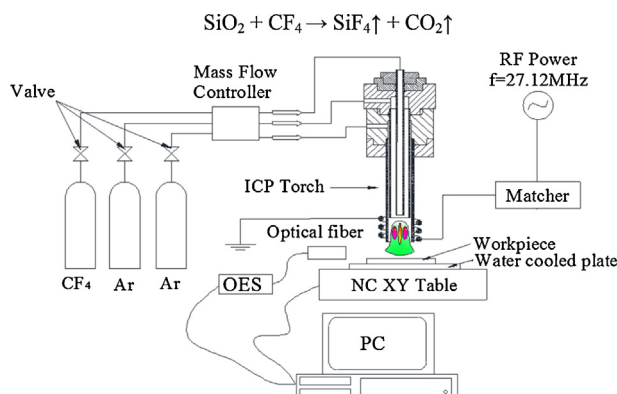 SiO₂ + CF₄ → SiF₄↑ + CO₂↑
Mass Flow
Controller
RF Power
f=27.12MHz
Valve
ICP Torch
Matcher
Optical fiber
Workpiece
Water cooled plate
OES
NC XY Table
CF₄
Ar
Ar
PC